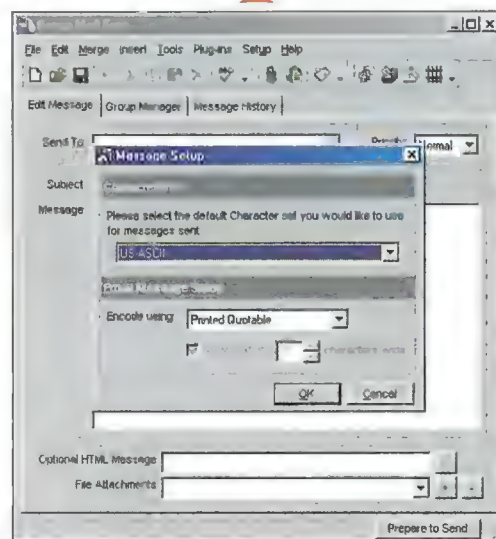 File Edit Merge Insert Tools Plug-ins Setup Help
Edit Message Group Manager Message History
Send To
Normal
Message Setup
Subject
Message
Please select the default Character set you would like to use
for messages sent
US-ASCII
Encode using Printed Quotable
characters wide
OK Cancel
Optional HTML Message
File Attachments
Prepare to Send